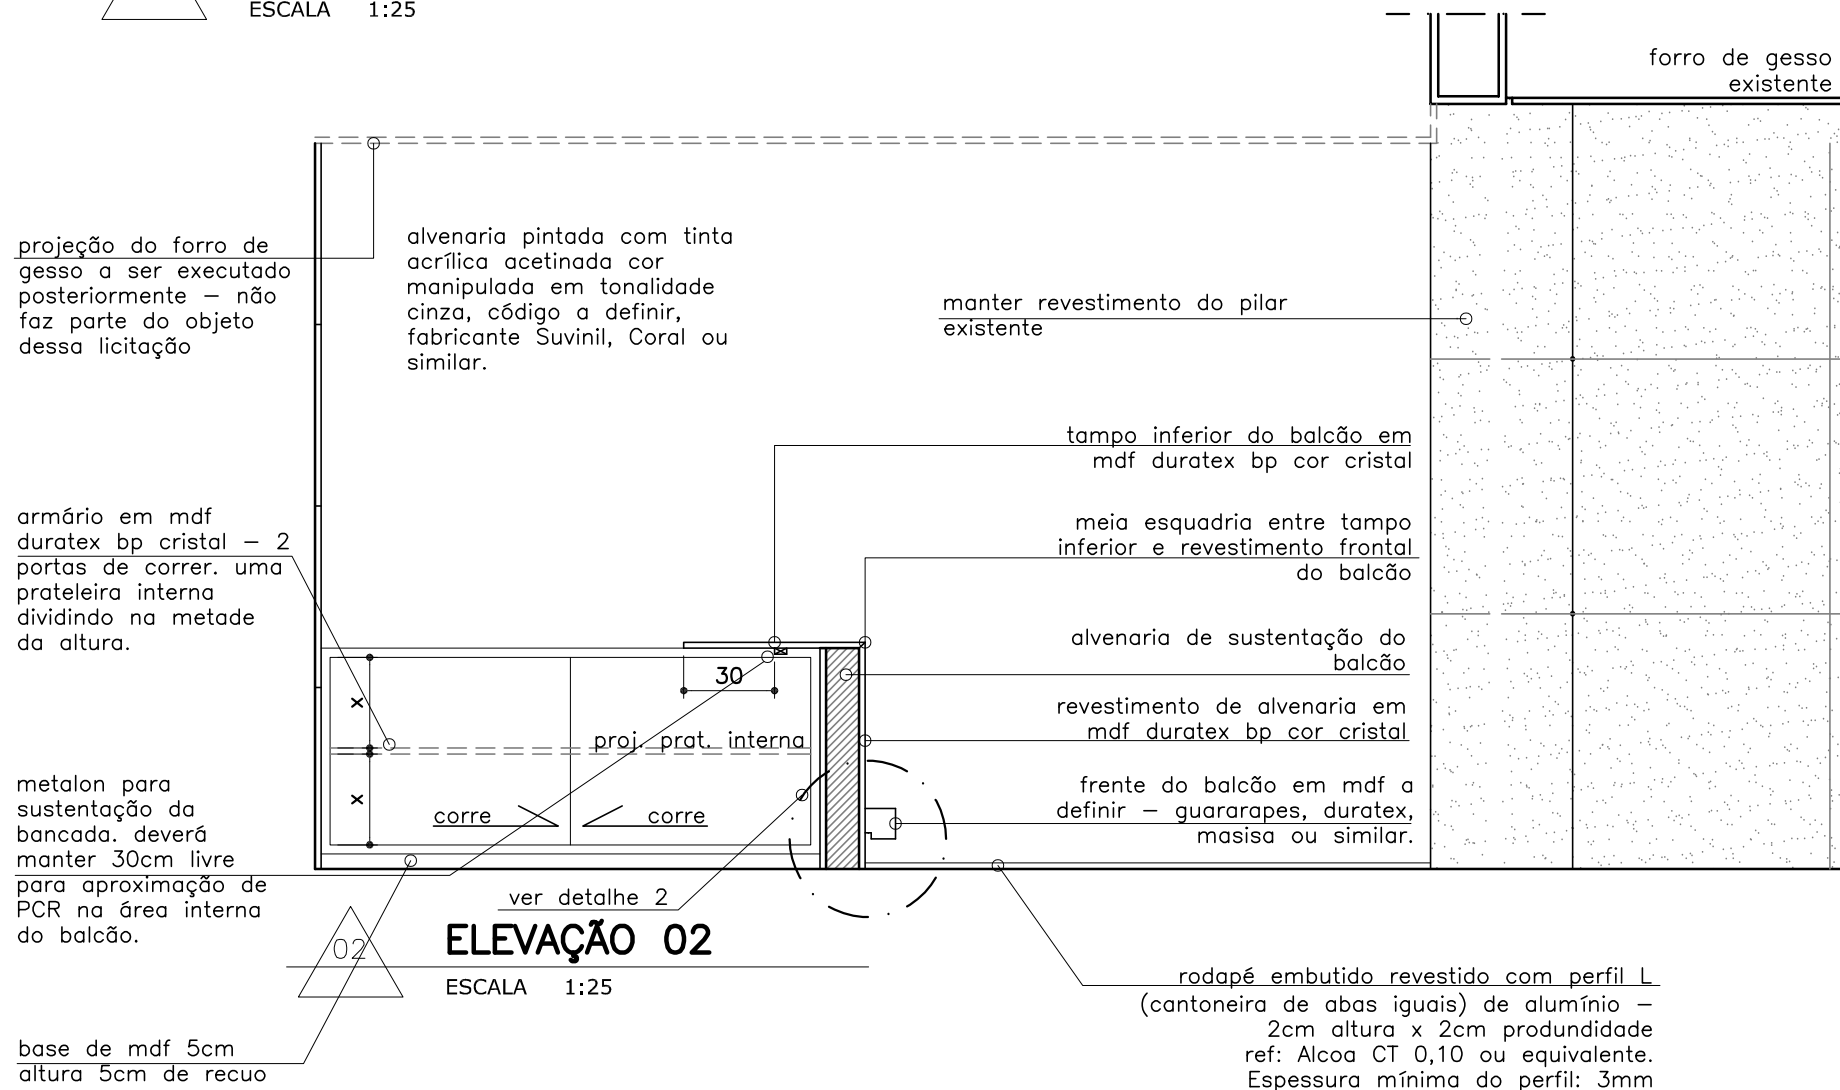 ESCALA 1:25
forro de gesso
existente
projeção do forro de
gesso a ser executado
posteriormente – não
faz parte do objeto
dessa licitação
alvenaria pintada com tinta
acrílica acetinada cor
manipulada em tonalidade
cinza, código a definir,
fabricante Suvinil, Coral ou
similar.
manter revestimento do pilar
existente
tampo inferior do balcão em
mdf duratex bp cor cristal
armário em mdf
duratex bp cristal – 2
portas de correr. uma
prateleira interna
dividindo na metade
da altura.
meia esquadria entre tampo
inferior e revestimento frontal
do balcão
alvenaria de sustentação do
balcão
30
x
revestimento de alvenaria em
mdf duratex bp cor cristal
proj. prat. interna
metalon para
sustentação da
bancada. deverá
manter 30cm livre
para aproximação de
PCR na área interna
do balcão.
x
corre
corre
frente do balcão em mdf a
definir – guararapes, duratex,
masisa ou similar.
ver detalhe 2
02
ELEVAÇÃO 02
ESCALA 1:25
rodapé embutido revestido com perfil L
(cantoneira de abas iguais) de alumínio –
2cm altura x 2cm produndidade
ref: Alcoa CT 0,10 ou equivalente.
Espessura mínima do perfil: 3mm
base de mdf 5cm
altura 5cm de recuo